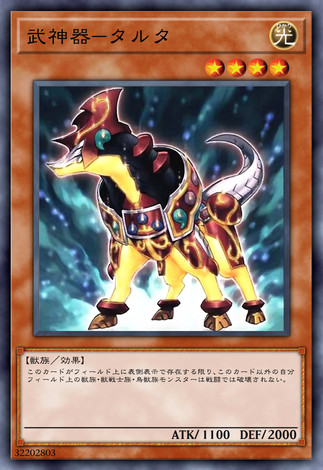 武神器−タルタ
光
【獣族／効果】
このカードがフィールド上に表側表示で存在する限り、このカード以外の自分
フィールド上の獣族・獣戦士族・鳥獣族モンスターは戦闘では破壊されない。
ATK/1100 DEF/2000
32202803